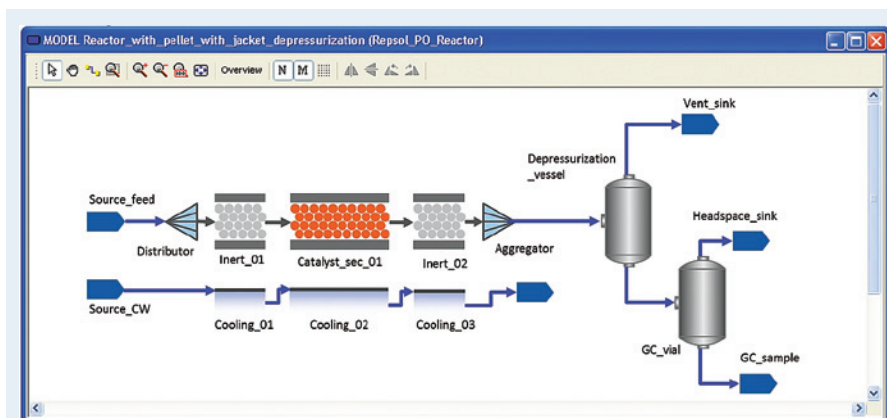 MODEL Reactor_with_pellet_with_jacket_depressurization (Repsol_PO_Reactor)
Overview
N
M
Vent_sink
Depressurization
_vessel
Source_feed
Headspace_sink
Distributor
Inert_01
Catalyst_sec_01
Inert_02
Aggregator
Source_CW
Cooling_01
Cooling_02
Cooling_03
GC_vial
GC_sample